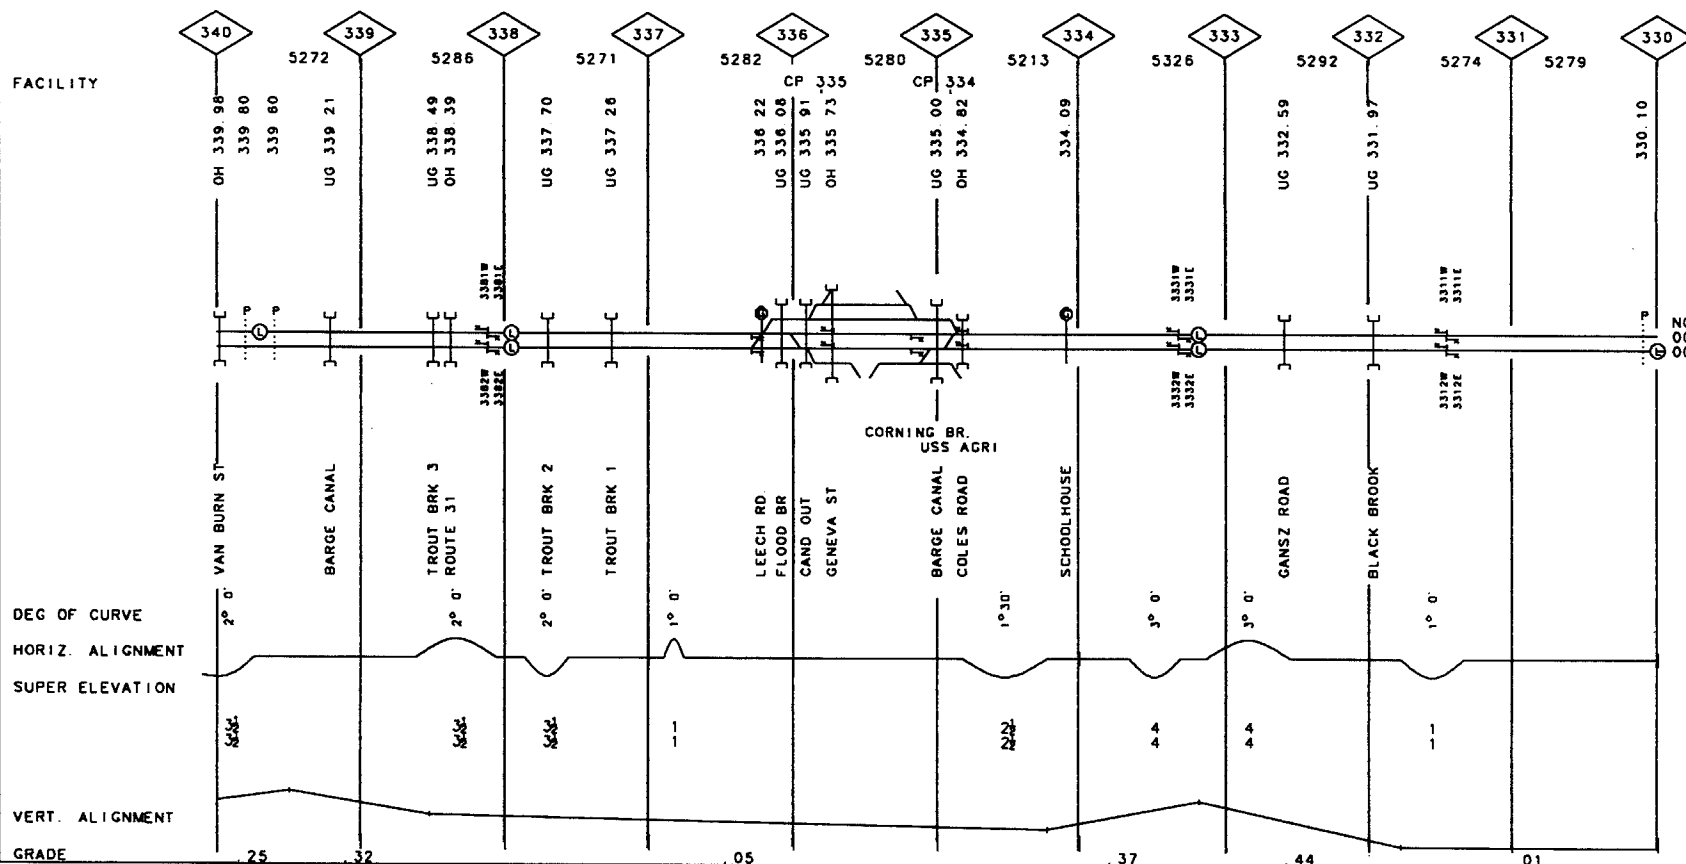 340 339 338 337 336 335 334 333 332 331 330
5272 5286 5271 5282 5280 5213 5326 5292 5274 5279
FACILITY
CP 335 CP 334
OH 339.98
339 80
339 60
UG 339 21
UG 338.49
OH 338.39
UG 337 70
UG 337 26
336 22
UG 336 08
UG 335 91
OH 335 73
UG 335.00
OH 334.82
334.09
UG 332.59
UG 331.97
330.10
3381W
3381E
3331W
3331E
3311W
3311E
P P
L
P
L L
L L
L
3382W
3382E
3332W
3332E
3312W
3312E
CORNING BR.
USS AGRI
VAN BURN ST
BARGE CANAL
TROUT BRK 3
ROUTE 31
TROUT BRK 2
TROUT BRK 1
LEECH RD.
FLOOD BR
CAND OUT
GENEVA ST
BARGE CANAL
COLES ROAD
SCHOOLHOUSE
GANSZ ROAD
BLACK BROOK
DEG OF CURVE
2° 0' 2° 0' 2° 0' 1° 0' 1°30' 3° 0' 3° 0' 1° 0'
HORIZ. ALIGNMENT
SUPER ELEVATION
1 4 4 1
1 4 4 1
VERT. ALIGNMENT
GRADE .25 .32 .05 .37 .44 .01